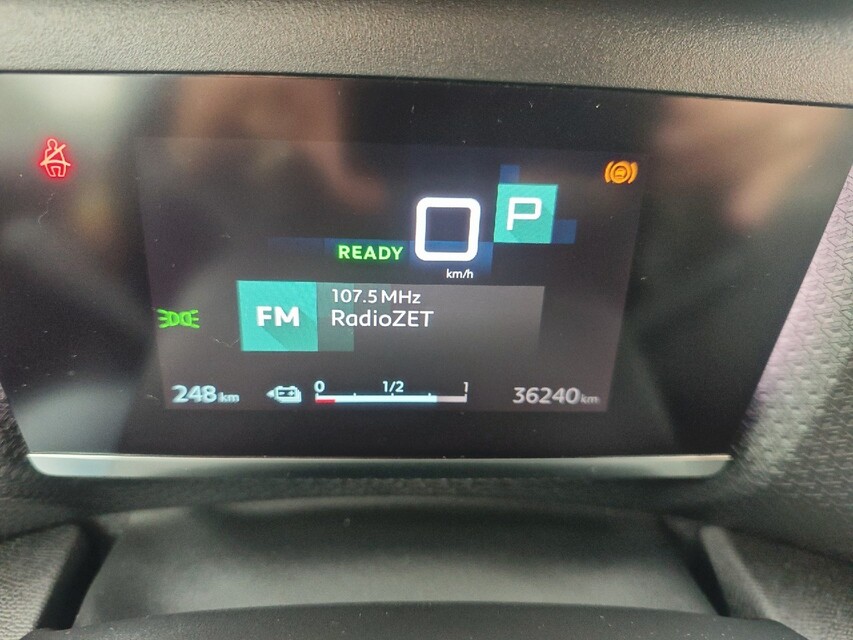 0
P
READY
km/h
FM
107.5 MHz
RadioZET
248 km
0 1/2 1
36240 km